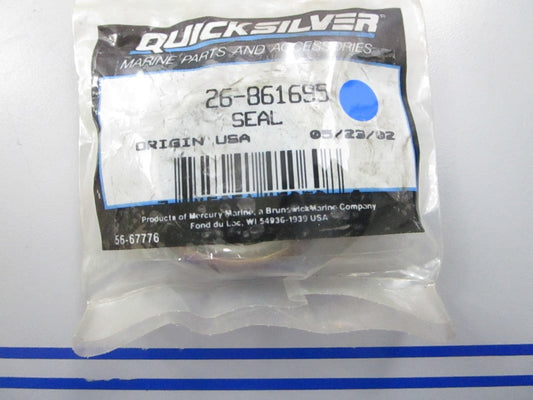 QUICKSILVER
MARINE PARTS AND ACCESSORIES
26-861695
SEAL
ORIGIN USA 05/23/02
Products of Mercury Marine, a Brunswick Marine Company
Fond du Lac, WI 54936-1939 USA
56-67776